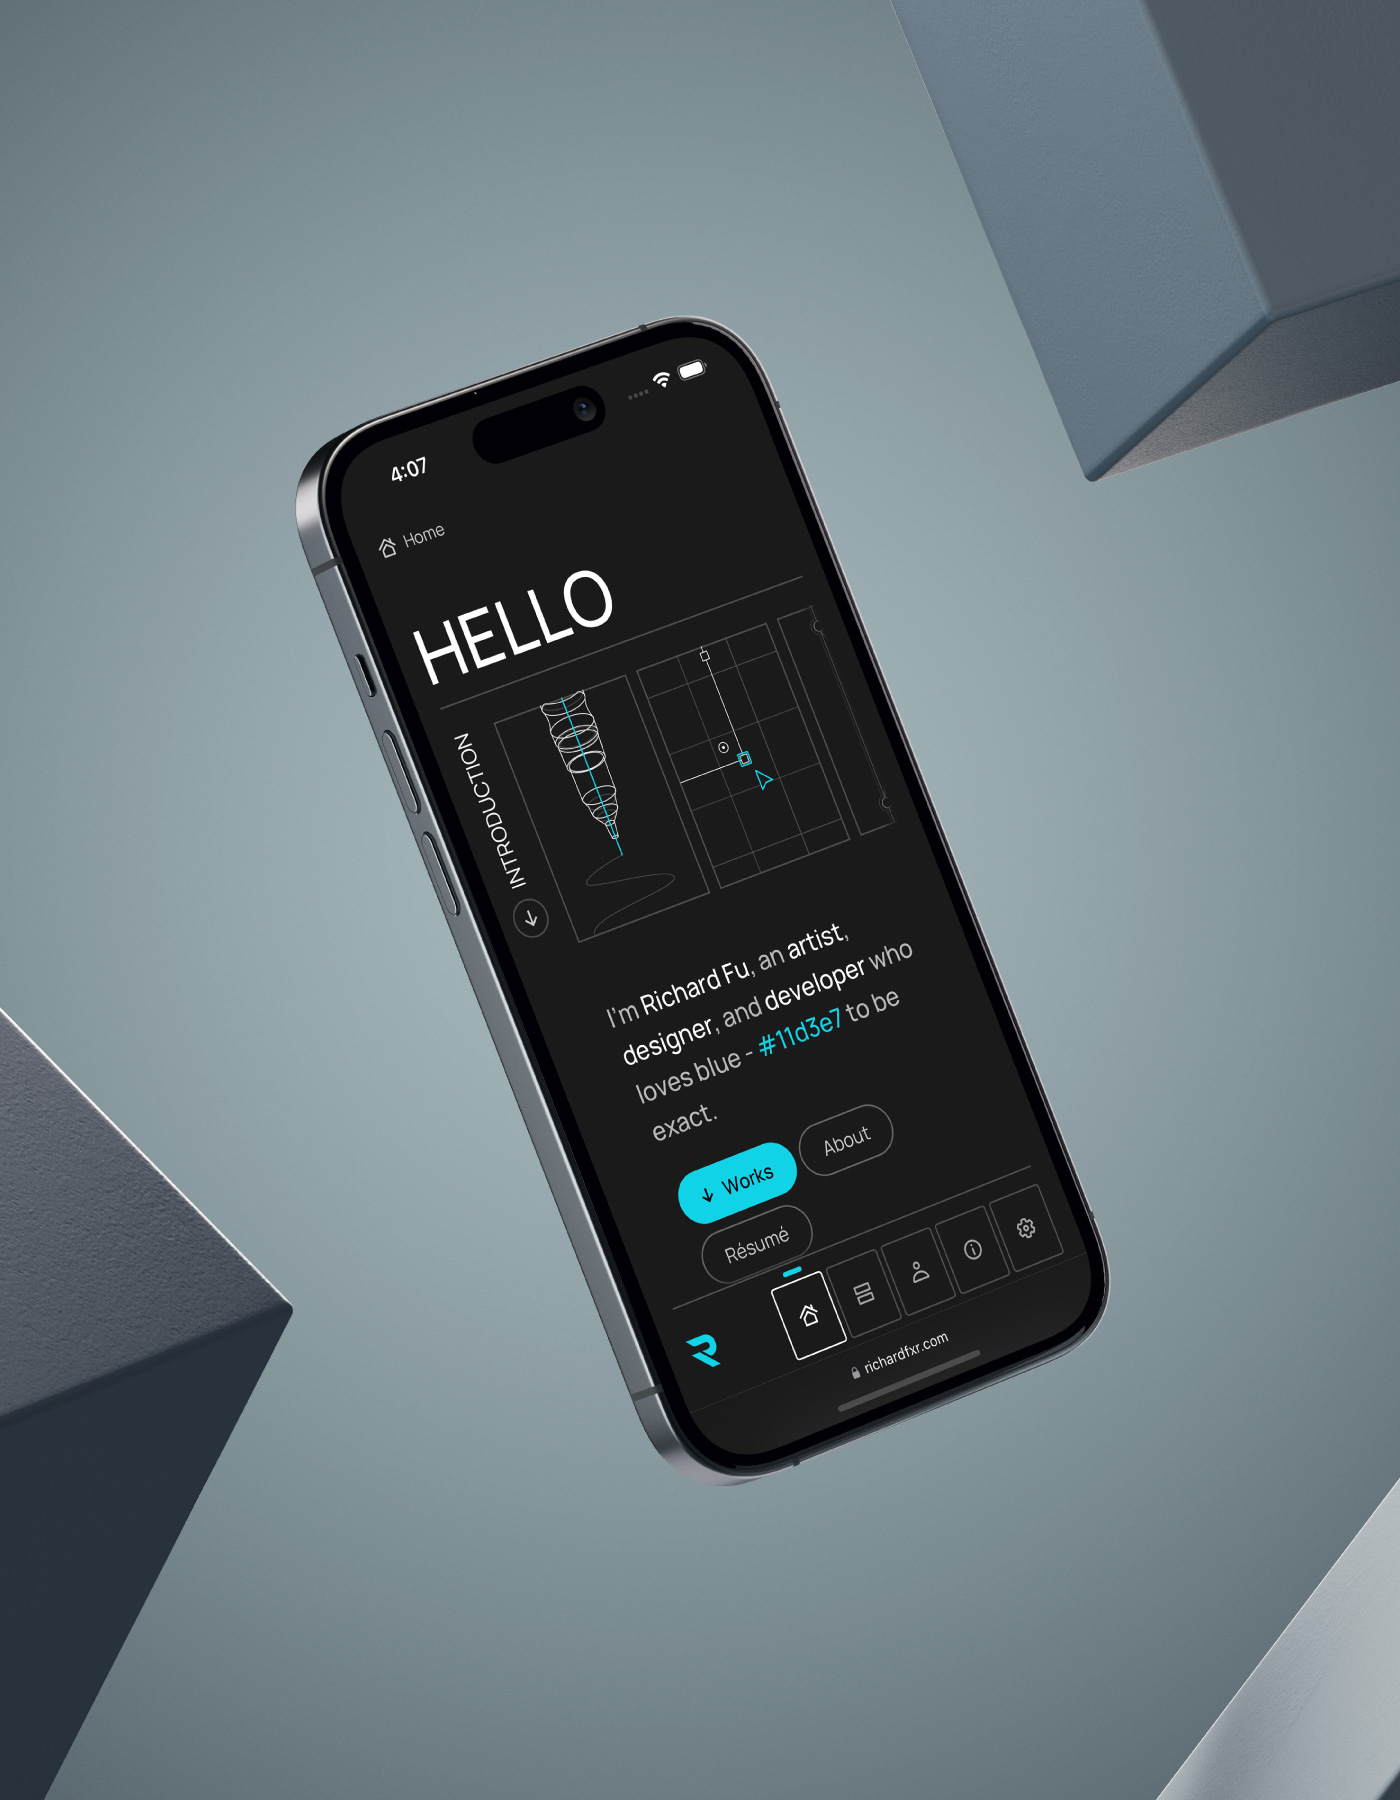 4:07
Home
HELLO
INTRODUCTION
I'm Richard Fu, an artist,
designer, and developer who
loves blue - #11d3e7 to be
exact.
Works
About
Résumé
richardfxr.com